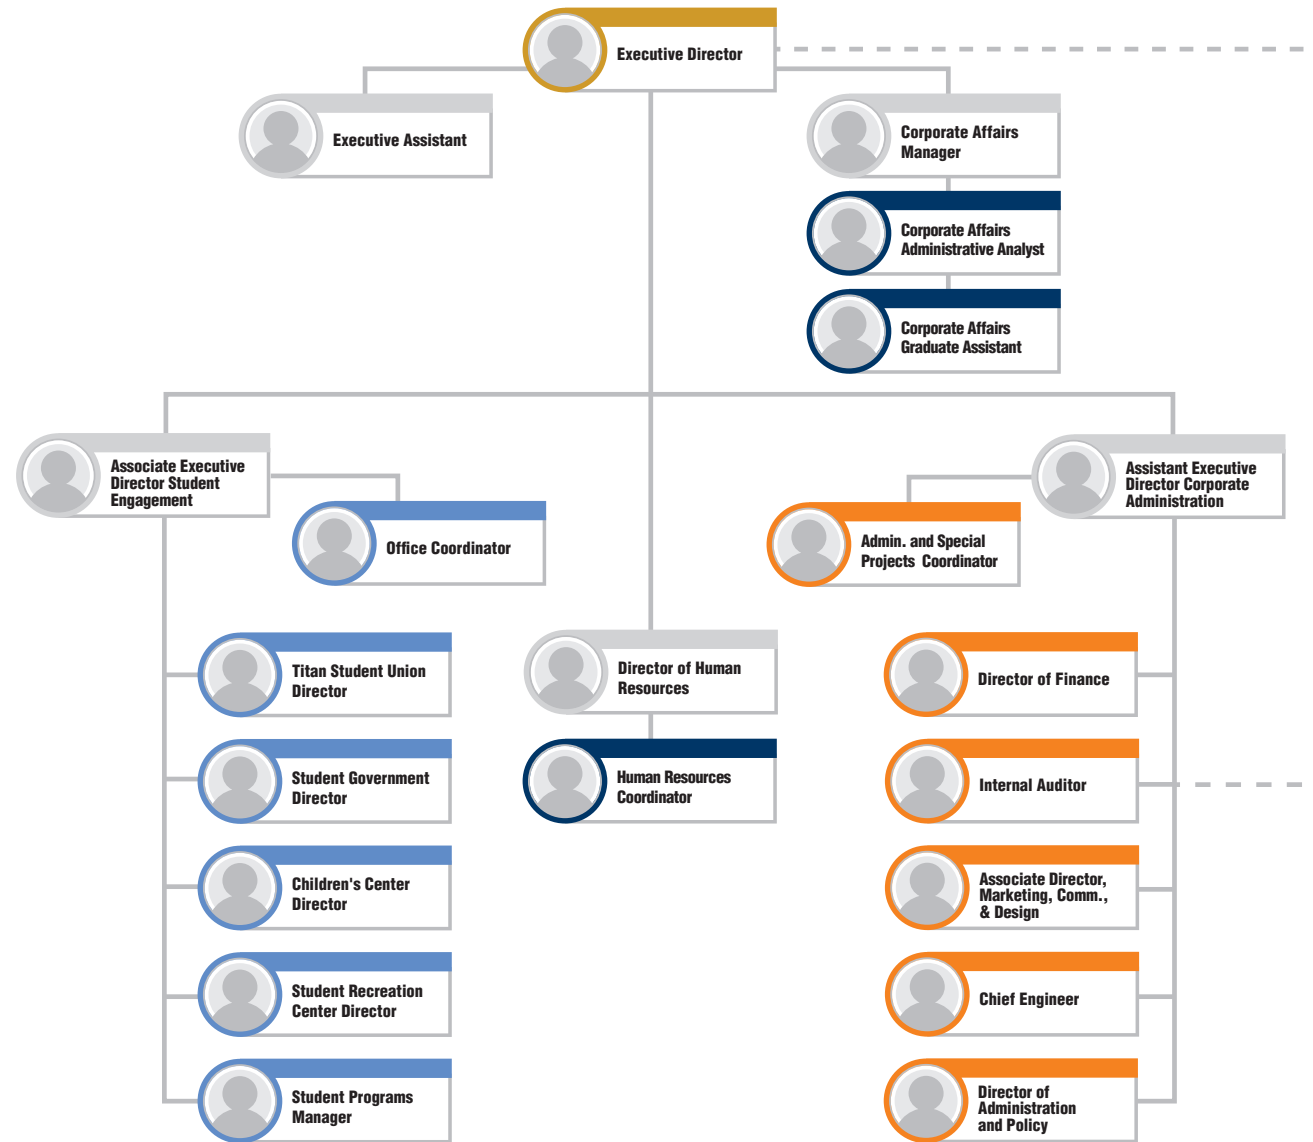 Executive Director
Executive Assistant
Corporate Affairs
Manager
Corporate Affairs
Administrative Analyst
Corporate Affairs
Graduate Assistant
Associate Executive
Director Student
Engagement
Office Coordinator
Assistant Executive
Director Corporate
Administration
Admin. and Special
Projects Coordinator
Titan Student Union
Director
Student Government
Director
Children's Center
Director
Student Recreation
Center Director
Student Programs
Manager
Director of Human
Resources
Human Resources
Coordinator
Director of Finance
Internal Auditor
Associate Director,
Marketing, Comm.,
& Design
Chief Engineer
Director of
Administration
and Policy